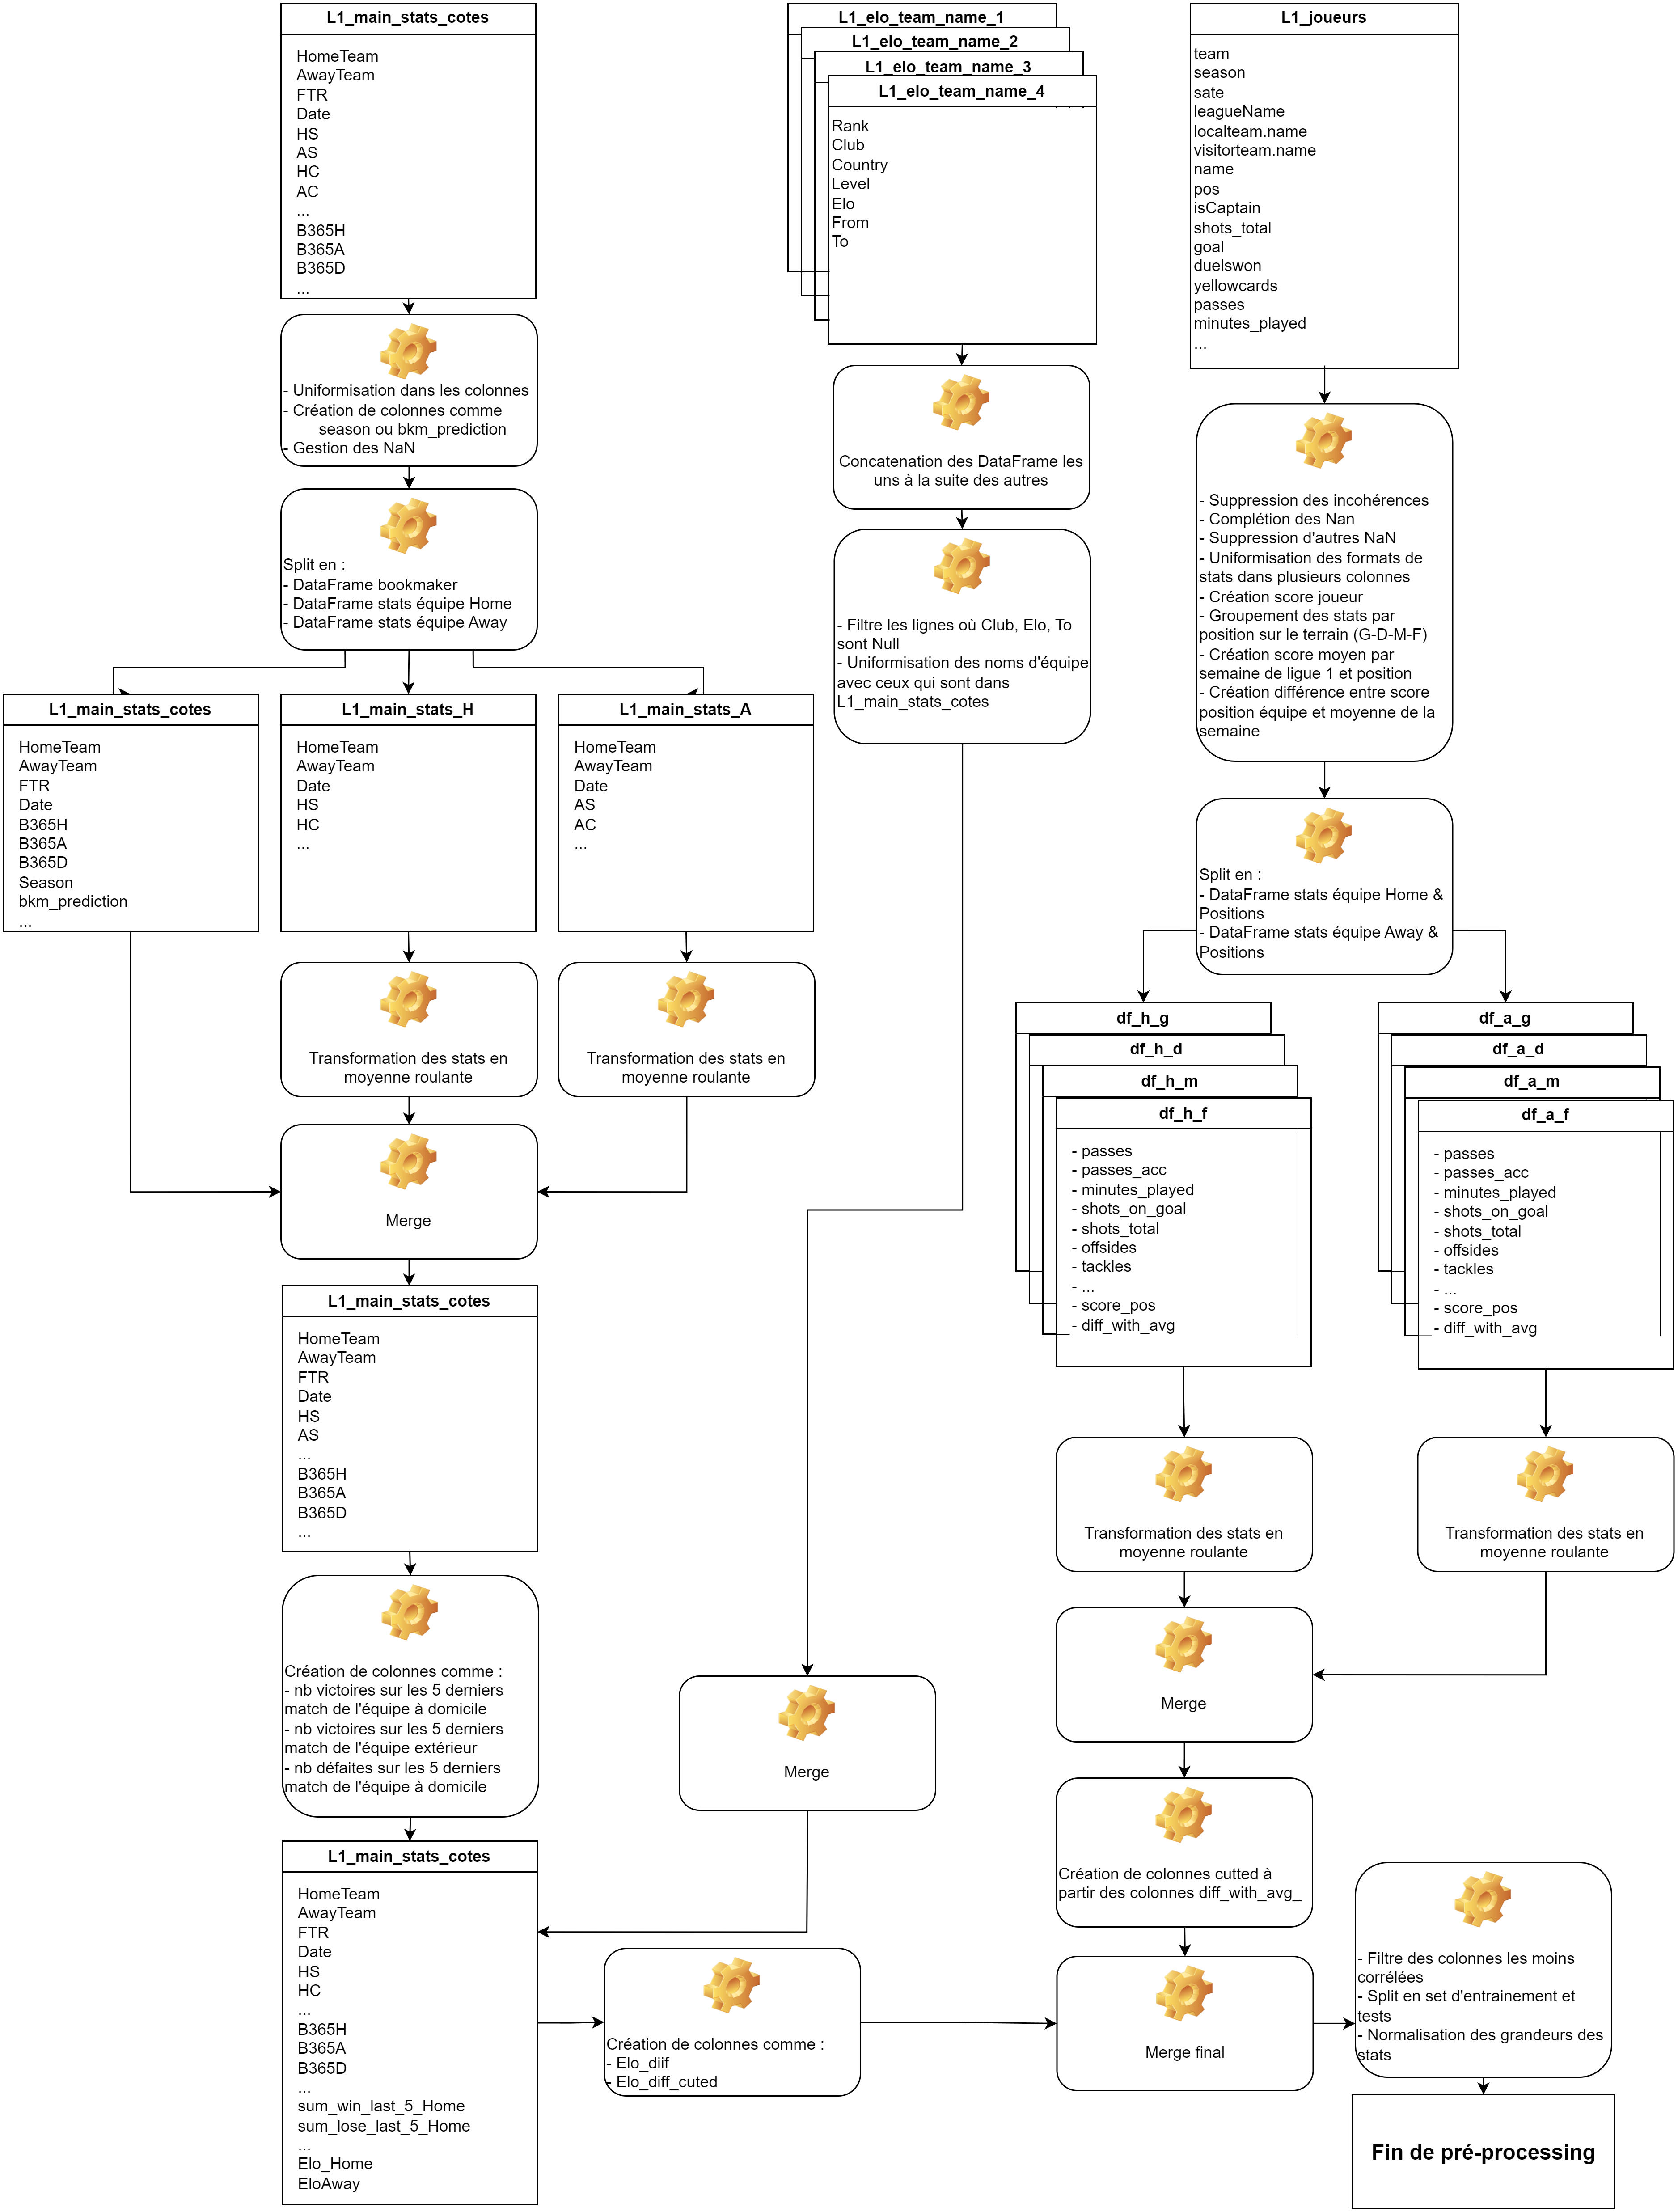 L1_main_stats_cotes
HomeTeam
AwayTeam
FTR
Date
HS
AS
HC
AC
...
B365H
B365A
B365D
...
L1_elo_team_name_1
L1_elo_team_name_2
L1_elo_team_name_3
L1_elo_team_name_4
Rank
Club
Country
Level
Elo
From
To
L1_joueurs
team
season
sate
leagueName
localteam.name
visitorteam.name
name
pos
isCaptain
shots_total
goal
duelswon
yellowcards
passes
minutes_played
...
- Uniformisation dans les colonnes
- Création de colonnes comme
season ou bkm_prediction
- Gestion des NaN
Concatenation des DataFrame les
uns à la suite des autres
- Suppression des incohérences
- Complétion des Nan
- Suppression d'autres NaN
- Uniformisation des formats de
stats dans plusieurs colonnes
- Création score joueur
- Groupement des stats par
position sur le terrain (G-D-M-F)
- Création score moyen par
semaine de ligue 1 et position
- Création différence entre score
position équipe et moyenne de la
semaine
Split en :
- DataFrame bookmaker
- DataFrame stats équipe Home
- DataFrame stats équipe Away
- Filtre les lignes où Club, Elo, To
sont Null
- Uniformisation des noms d'équipe
avec ceux qui sont dans
L1_main_stats_cotes
L1_main_stats_cotes
HomeTeam
AwayTeam
FTR
Date
B365H
B365A
B365D
Season
bkm_prediction
...
L1_main_stats_H
HomeTeam
AwayTeam
Date
HS
HC
...
L1_main_stats_A
HomeTeam
AwayTeam
Date
AS
AC
...
Split en :
- DataFrame stats équipe Home &
Positions
- DataFrame stats équipe Away &
Positions
Transformation des stats en
moyenne roulante
Transformation des stats en
moyenne roulante
df_h_g
df_h_d
df_h_m
df_h_f
- passes
- passes_acc
- minutes_played
- shots_on_goal
- shots_total
- offsides
- tackles
- ...
- score_pos
- diff_with_avg
df_a_g
df_a_d
df_a_m
df_a_f
- passes
- passes_acc
- minutes_played
- shots_on_goal
- shots_total
- offsides
- tackles
- ...
- score_pos
- diff_with_avg
Merge
L1_main_stats_cotes
HomeTeam
AwayTeam
FTR
Date
HS
AS
...
B365H
B365A
B365D
...
Transformation des stats en
moyenne roulante
Transformation des stats en
moyenne roulante
Création de colonnes comme :
- nb victoires sur les 5 derniers
match de l'équipe à domicile
- nb victoires sur les 5 derniers
match de l'équipe extérieur
- nb défaites sur les 5 derniers
match de l'équipe à domicile
Merge
Merge
L1_main_stats_cotes
HomeTeam
AwayTeam
FTR
Date
HS
HC
...
B365H
B365A
B365D
...
sum_win_last_5_Home
sum_lose_last_5_Home
...
Elo_Home
EloAway
Création de colonnes cutted à
partir des colonnes diff_with_avg_
Création de colonnes comme :
- Elo_diif
- Elo_diff_cuted
Merge final
- Filtre des colonnes les moins
corrélées
- Split en set d'entrainement et
tests
- Normalisation des grandeurs des
stats
Fin de pré-processing